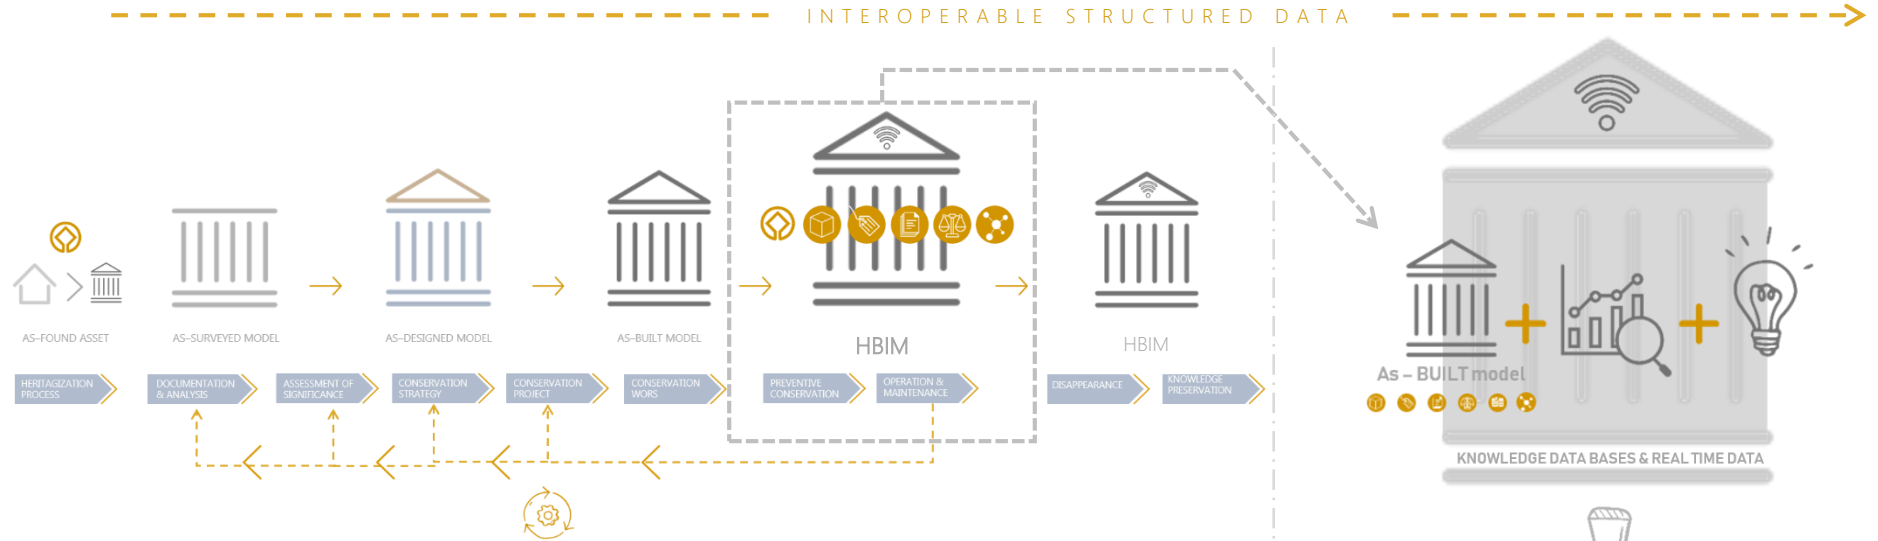 INTEROPERABLE STRUCTURED DATA
AS–FOUND ASSET
AS–SURVEYED MODEL
AS–DESIGNED MODEL
AS–BUILT MODEL
HBIM
HBIM
HERITAGIZATION
PROCESS
DOCUMENTATION
& ANALYSIS
ASSESSMENT OF
SIGNIFICANCE
CONSERVATION
STRATEGY
CONSERVATION
PROJECT
CONSERVATION
WORS
PREVENTIVE
CONSERVATION
OPERATION &
MAINTENANCE
DISAPPEARANCE
KNOWLEDGE
PRESERVATION
As – BUILT model
KNOWLEDGE DATA BASES & REAL TIME DATA